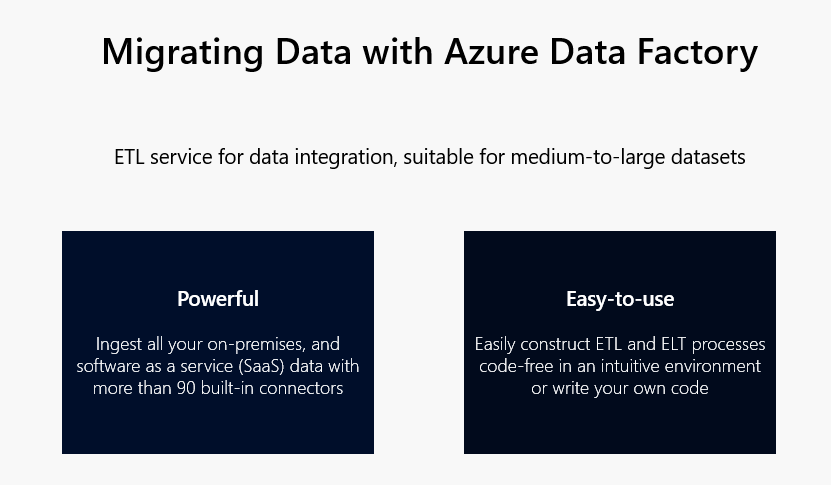 Migrating Data with Azure Data Factory
ETL service for data integration, suitable for medium-to-large datasets
Powerful
Ingest all your on-premises, and
software as a service (SaaS) data with
more than 90 built-in connectors
Easy-to-use
Easily construct ETL and ELT processes
code-free in an intuitive environment
or write your own code